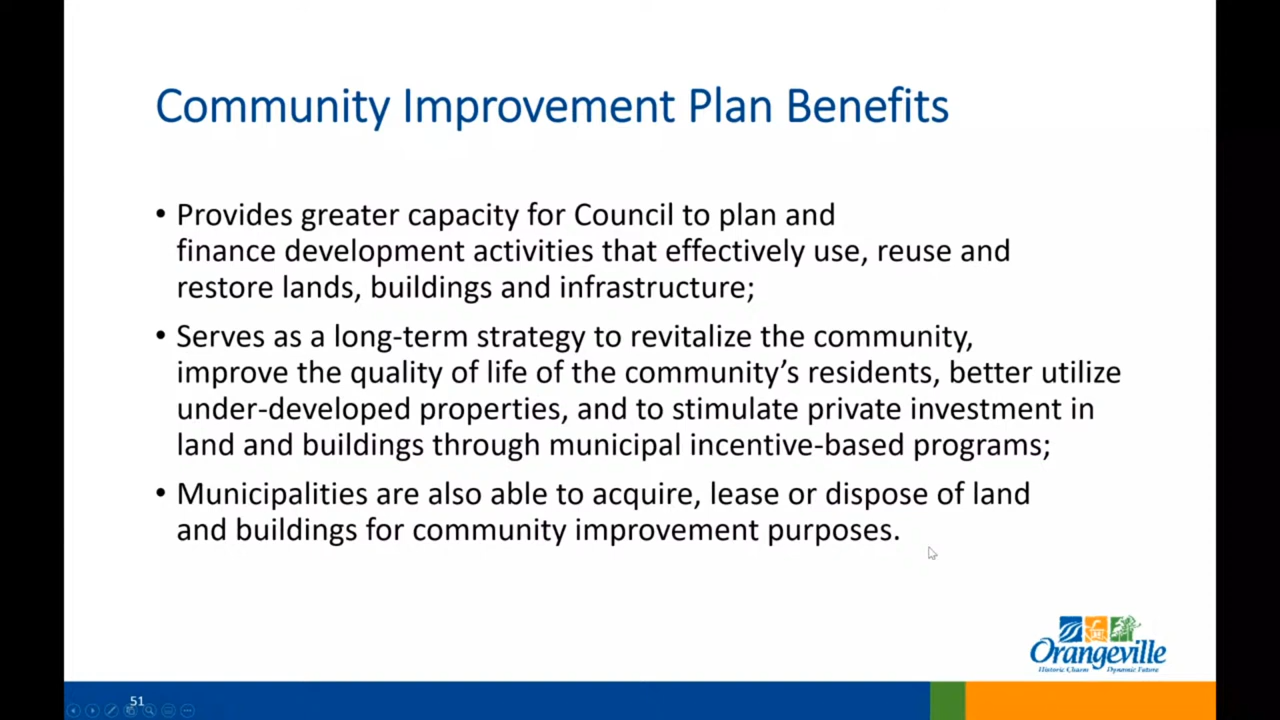 Community Improvement Plan Benefits
• Provides greater capacity for Council to plan and
finance development activities that effectively use, reuse and
restore lands, buildings and infrastructure;
• Serves as a long-term strategy to revitalize the community,
improve the quality of life of the community’s residents, better utilize
under-developed properties, and to stimulate private investment in
land and buildings through municipal incentive-based programs;
• Municipalities are also able to acquire, lease or dispose of land
and buildings for community improvement purposes.
Orangeville
Historic Charm Dynamic Future
51